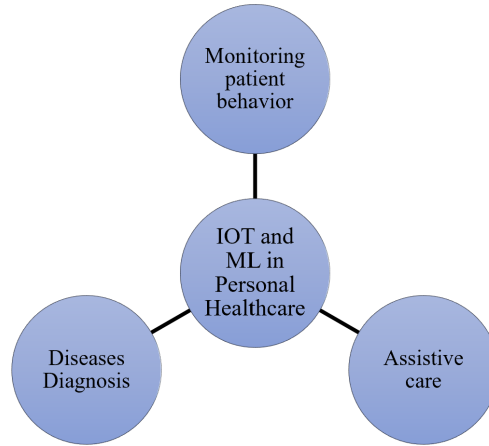 Monitoring
patient
behavior
IOT and
ML in
Personal
Healthcare
Diseases
Diagnosis
Assistive
care